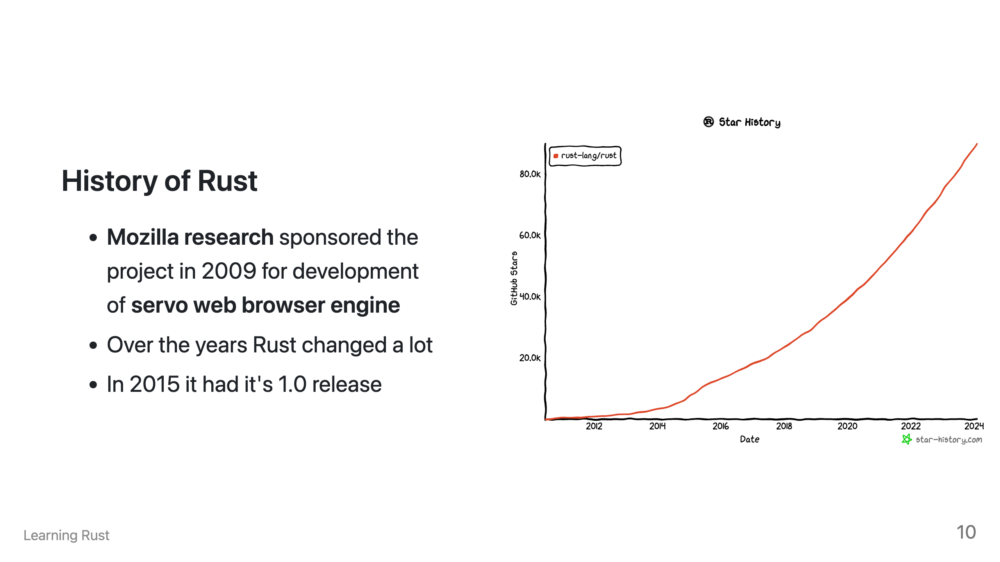 History of Rust
• Mozilla research sponsored the
project in 2009 for development
of servo web browser engine
• Over the years Rust changed a lot
• In 2015 it had it's 1.0 release
R Star History
rust-lang/rust
GitHub Stars
80.0k
60.0k
40.0k
20.0k
2012 2014 2016 2018 2020 2022 2024
Date
star-history.com
Learning Rust
10